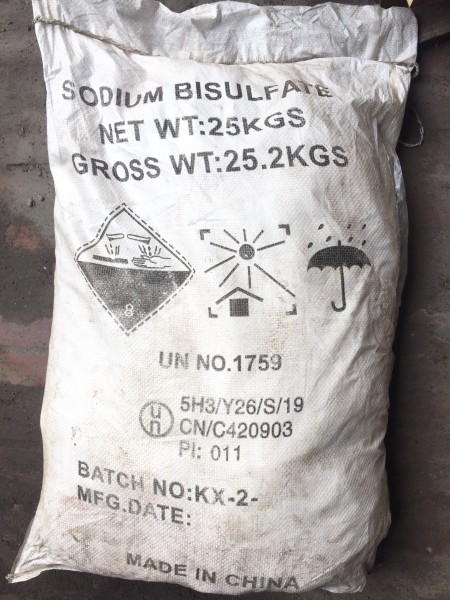 SODIUM BISULFATE
NET WT:25KGS
GROSS WT:25.2KGS
8
UN NO.1759
un
5H3/Y26/S/19
CN/C420903
PI: 011
BATCH NO:KX-2-
MFG.DATE:
MADE IN CHINA